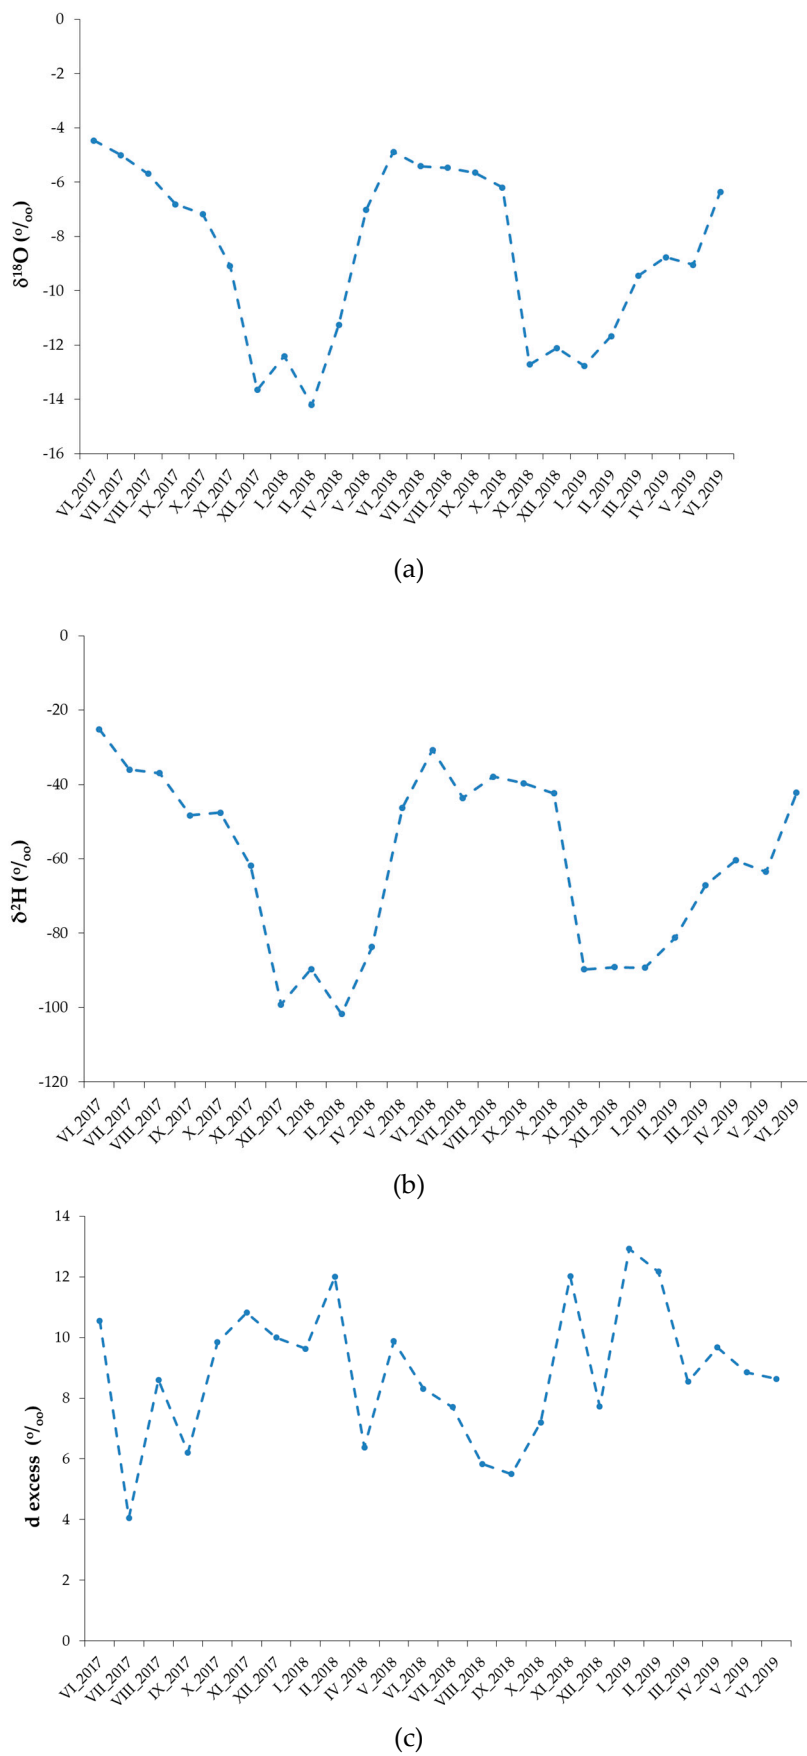 0
-2
-4
-6
-8
-10
-12
-14
-16
δ¹⁸O (º/ₒₒ)
VI_2017
VII_2017
VIII_2017
IX_2017
X_2017
XI_2017
XII_2017
I_2018
II_2018
IV_2018
V_2018
VI_2018
VII_2018
VIII_2018
IX_2018
X_2018
XI_2018
XII_2018
I_2019
II_2019
III_2019
IV_2019
V_2019
VI_2019
(a)
0
-20
-40
-60
-80
-100
-120
δ²H (º/ₒₒ)
VI_2017
VII_2017
VIII_2017
IX_2017
X_2017
XI_2017
XII_2017
I_2018
II_2018
IV_2018
V_2018
VI_2018
VII_2018
VIII_2018
IX_2018
X_2018
XI_2018
XII_2018
I_2019
II_2019
III_2019
IV_2019
V_2019
VI_2019
(b)
14
12
10
8
6
4
2
0
d excess (º/ₒₒ)
VI_2017
VII_2017
VIII_2017
IX_2017
X_2017
XI_2017
XII_2017
I_2018
II_2018
IV_2018
V_2018
VI_2018
VII_2018
VIII_2018
IX_2018
X_2018
XI_2018
XII_2018
I_2019
II_2019
III_2019
IV_2019
V_2019
VI_2019
(c)